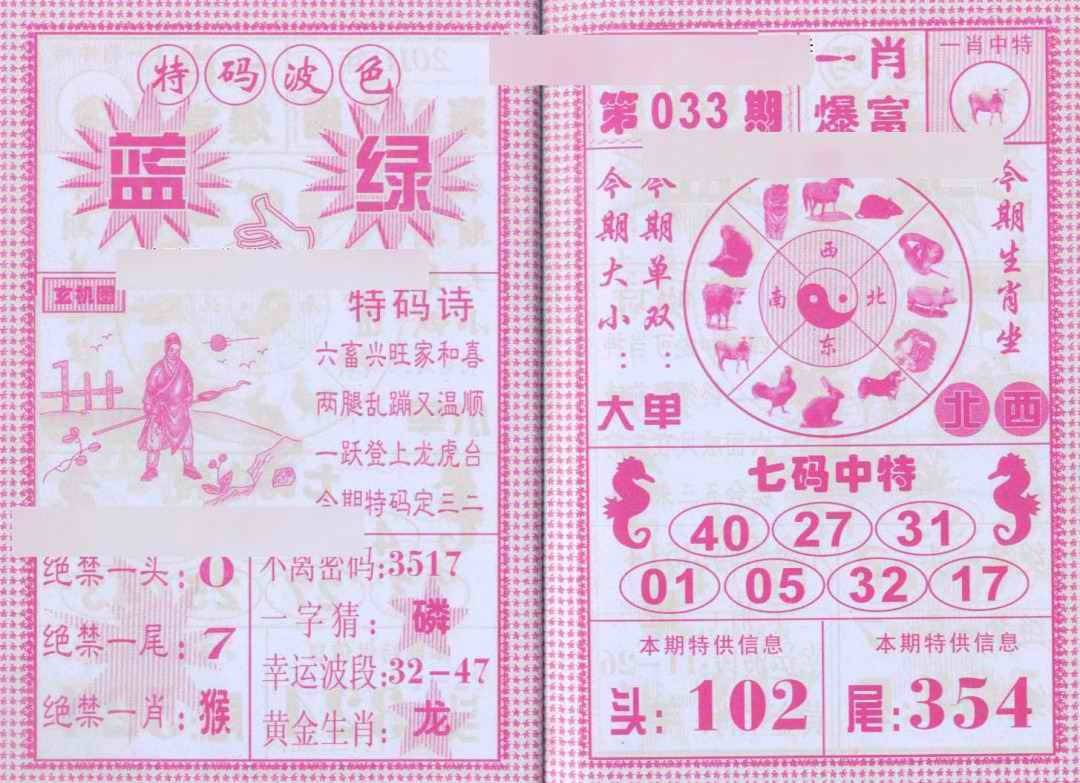 特码波色
蓝 绿
玄机图
特码诗
六畜兴旺家和喜
两腿乱蹦又温顺
一跃登上龙虎台
今期特码定三二
绝禁一头:0
绝禁一尾:7
绝禁一肖:猴
不离密码:3517
一字猜:磷
幸运波段:32-47
黄金生肖:龙
第033期
一肖
爆富
一肖中特
今期大小:大
今期单双:单
西
南 北
东
今期生肖坐
北 西
七码中特
40 27 31
01 05 32 17
本期特供信息
头:102
本期特供信息
尾:354